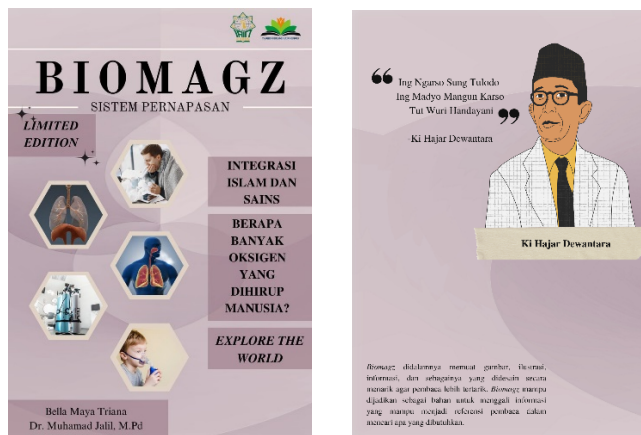 BIOMAGZ
SISTEM PERNAPASAN
LIMITED
EDITION
INTEGRASI
ISLAM DAN
SAINS
BERAPA
BANYAK
OKSIGEN
YANG
DIHIRUP
MANUSIA?
EXPLORE THE
WORLD
Bella Maya Triana
Dr. Muhamad Jalil, M.Pd
“ Ing Ngarso Sung Tulodo
Ing Madyo Mangun Karso
Tut Wuri Handayani ”
Ki Hajar Dewantara
Ki Hajar Dewantara
Biomagz didalamnya memuat gambar, ilustrasi,
informasi, dan sebagainya yang didesain secara
menarik agar pembaca lebih tertarik. Biomagz mampu
dijadikan sebagai bahan untuk menggali informasi
yang mampu menjadi referensi pembaca dalam
mencari apa yang dibutuhkan.